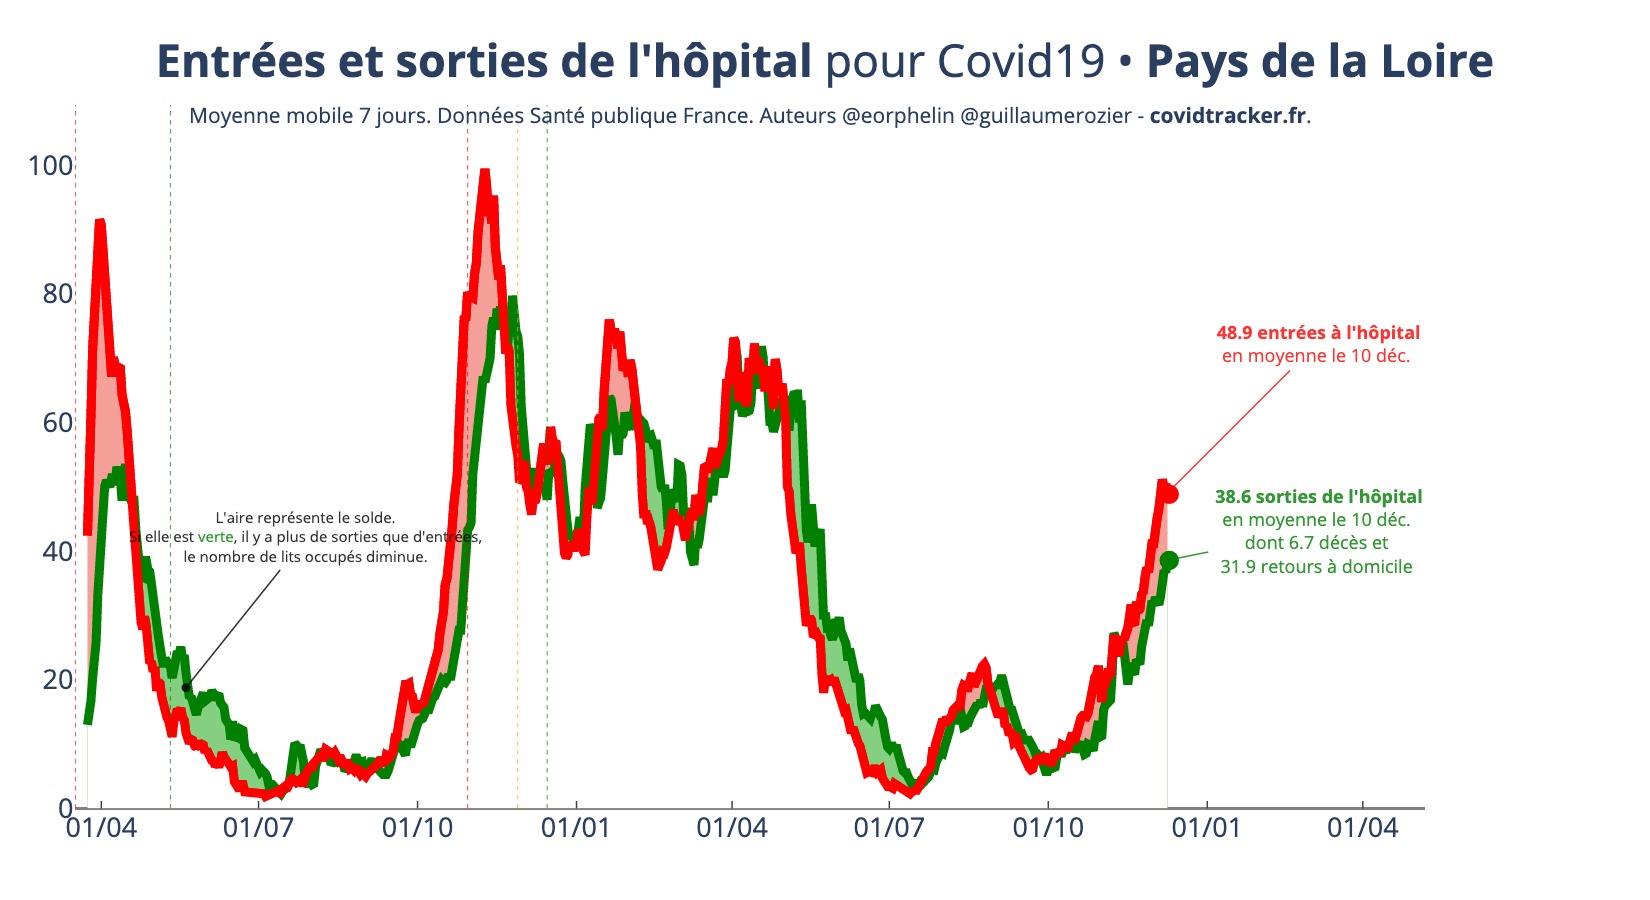 Entrées et sorties de l'hôpital pour Covid19 • Pays de la Loire
Moyenne mobile 7 jours. Données Santé publique France. Auteurs @eorphelin @guillaumerozier - covidtracker.fr.
100
80
60
40
20
0
48.9 entrées à l'hôpital
en moyenne le 10 déc.
38.6 sorties de l'hôpital
en moyenne le 10 déc.
dont 6.7 décès et
31.9 retours à domicile
L'aire représente le solde.
Si elle est verte, il y a plus de sorties que d'entrées,
le nombre de lits occupés diminue.
01/04 01/07 01/10 01/01 01/04 01/07 01/10 01/01 01/04